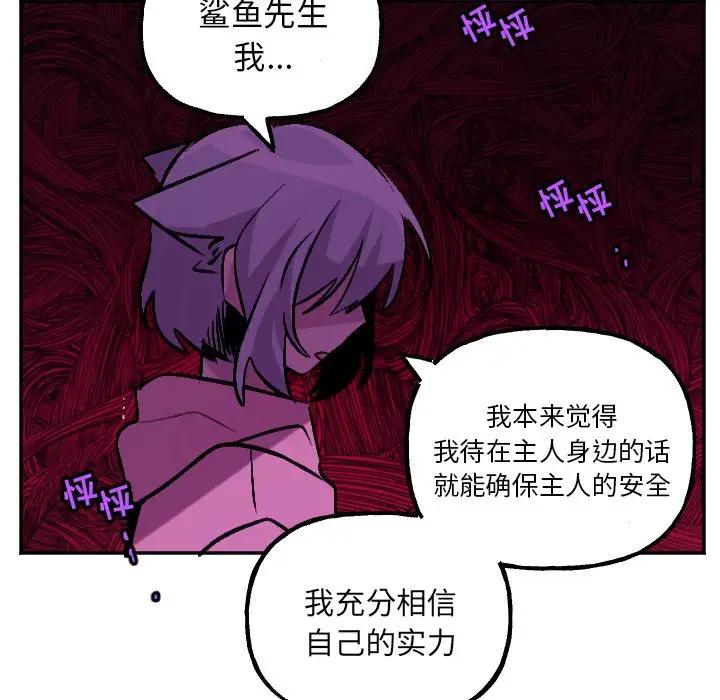 鲨鱼先生
我...
怦怦
怦怦
我本来觉得
我待在主人身边的话
就能确保主人的安全
怦怦...
我充分相信
自己的实力